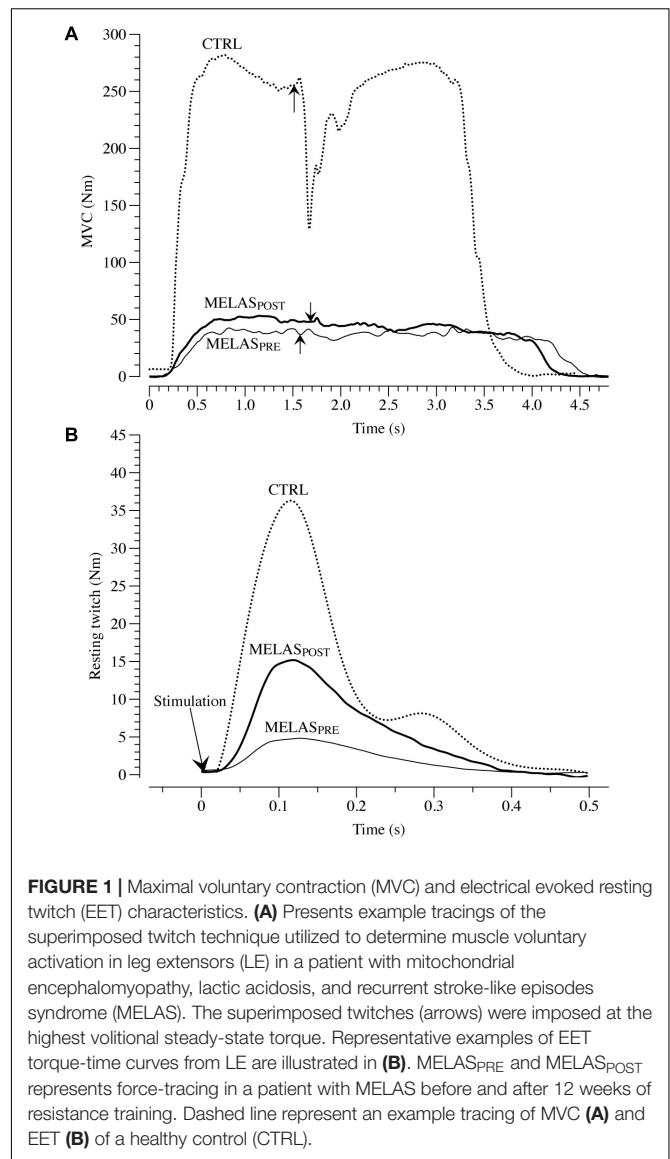 A
300
250
200
150
100
50
0
MVC (Nm)
CTRL
MELASPOST
MELASPRE
0 0.5 1.0 1.5 2.0 2.5 3.0 3.5 4.0 4.5
Time (s)
B
45
40
35
30
25
20
15
10
5
0
Resting twitch (Nm)
CTRL
MELASPOST
Stimulation
MELASPRE
0 0.1 0.2 0.3 0.4 0.5
Time (s)
FIGURE 1 | Maximal voluntary contraction (MVC) and electrical evoked resting
twitch (EET) characteristics. (A) Presents example tracings of the
superimposed twitch technique utilized to determine muscle voluntary
activation in leg extensors (LE) in a patient with mitochondrial
encephalomyopathy, lactic acidosis, and recurrent stroke-like episodes
syndrome (MELAS). The superimposed twitches (arrows) were imposed at the
highest volitional steady-state torque. Representative examples of EET
torque-time curves from LE are illustrated in (B). MELASPRE and MELASPOST
represents force-tracing in a patient with MELAS before and after 12 weeks of
resistance training. Dashed line represent an example tracing of MVC (A) and
EET (B) of a healthy control (CTRL).